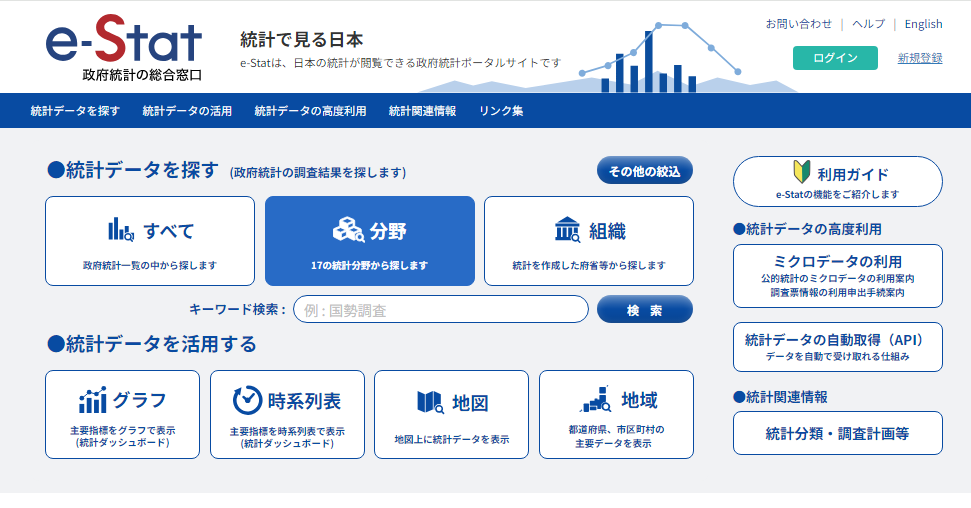 e-Stat
政府統計の総合窓口
統計で見る日本
e-Statは、日本の統計が閲覧できる政府統計ポータルサイトです
お問い合わせ | ヘルプ | English
ログイン
新規登録
統計データを探す
統計データの活用
統計データの高度利用
統計関連情報
リンク集
●統計データを探す (政府統計の調査結果を探します)
その他の絞込
すべて
政府統計一覧の中から探します
分野
17の統計分野から探します
組織
統計を作成した府省等から探します
キーワード検索：
例：国勢調査
検 索
●統計データを活用する
グラフ
主要指標をグラフで表示
(統計ダッシュボード)
時系列表
主要指標を時系列表で表示
(統計ダッシュボード)
地図
地図上に統計データを表示
地域
都道府県、市区町村の
主要データを表示
利用ガイド
e-Statの機能をご紹介します
●統計データの高度利用
ミクロデータの利用
公的統計のミクロデータの利用案内
調査票情報の利用申出手続案内
統計データの自動取得（API）
データを自動で受け取れる仕組み
●統計関連情報
統計分類・調査計画等